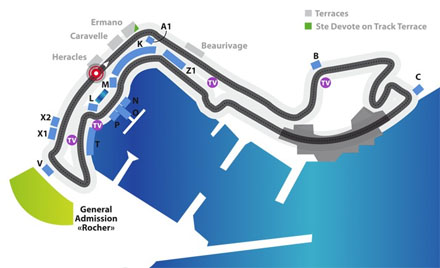 Terraces
Ste Devote on Track Terrace
Ermano
A1
Caravelle
K
Beaurivage
Heracles
B
Z1
TV
TV
M
C
L
N
O
X2
TV
P
X1
TV
T
V
General
Admission
«Rocher»